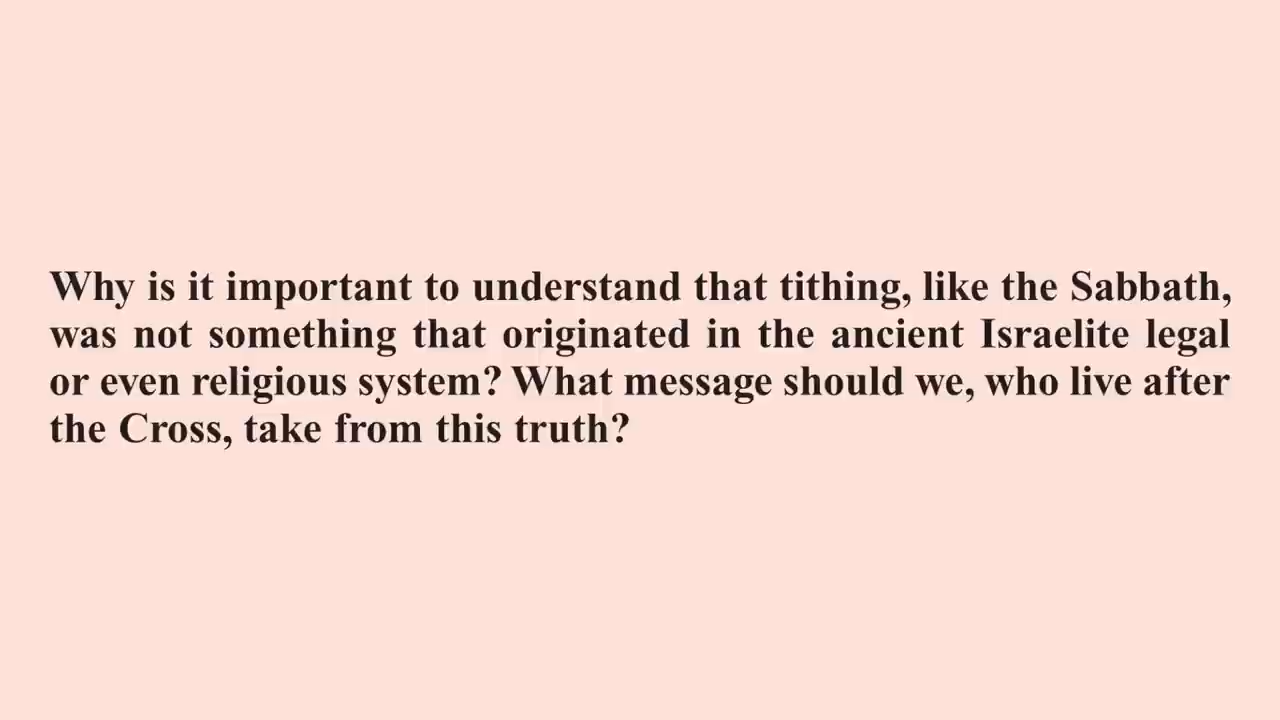 Why is it important to understand that tithing, like the Sabbath,
was not something that originated in the ancient Israelite legal
or even religious system? What message should we, who live after
the Cross, take from this truth?